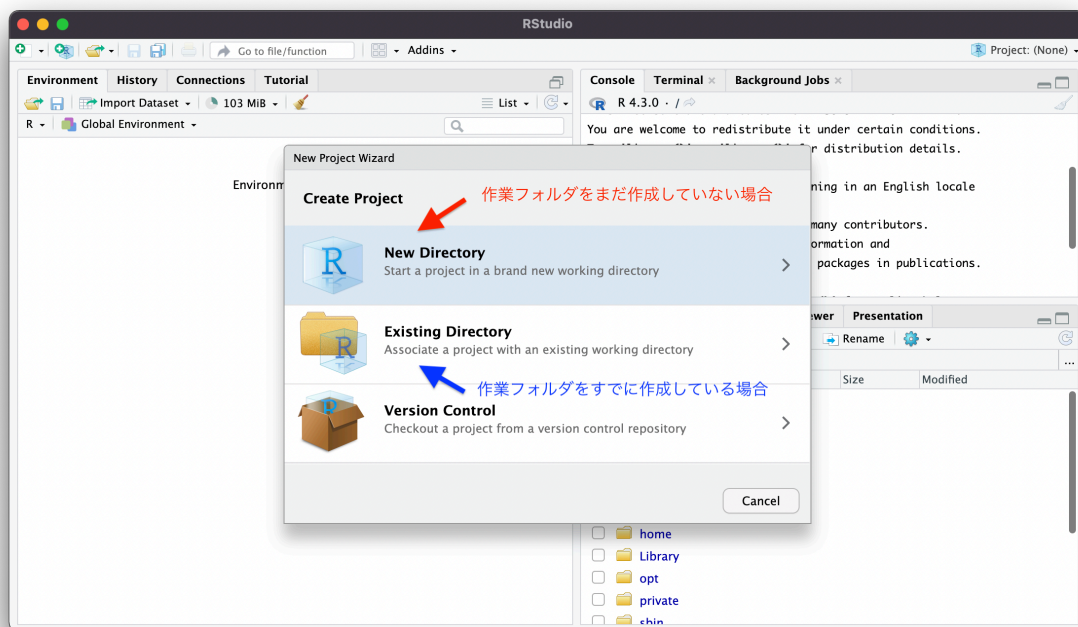 RStudio
Go to file/function
Addins
Project: (None)
Environment History Connections Tutorial
Import Dataset 103 MiB List
R Global Environment
Environm
Console Terminal Background Jobs
R 4.3.0 · /
You are welcome to redistribute it under certain conditions.
r distribution details.
ning in an English locale
many contributors.
ormation and
packages in publications.
New Project Wizard
Create Project
作業フォルダをまだ作成していない場合
New Directory
Start a project in a brand new working directory
Existing Directory
Associate a project with an existing working directory
作業フォルダをすでに作成している場合
Version Control
Checkout a project from a version control repository
Cancel
ewer Presentation
Rename
...
Size Modified
home
Library
opt
private
sbin